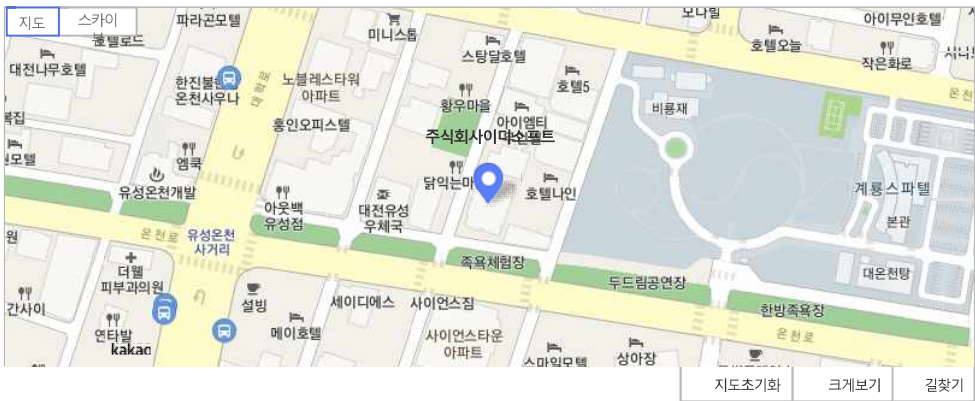 지도
스카이
파라곤모텔
호텔로드
대전나무호텔
온천사우나
대학로
노블레스타워
아파트
홍인오피스텔
미니스톱
스탕달호텔
황우마을
아이엠티
호텔5
모나빌
호텔오늘
아이무인호텔
작은화로
비룡재
주식회사이미소프트
엠쿡
유성온천개발
닭익는마
호텔나인
아웃백
유성점
대전유성
우체국
계룡스파텔
본관
온천로
유성온천
사거리
족욕체험장
두드림공연장
대온천탕
더웰
피부과의원
간사이
설빙
세이디에스
사이언스짐
한방족욕장
연타발
메이호텔
사이언스타운
아파트
온천로
스마일모텔
상아장
kakao
지도초기화
크게보기
길찾기